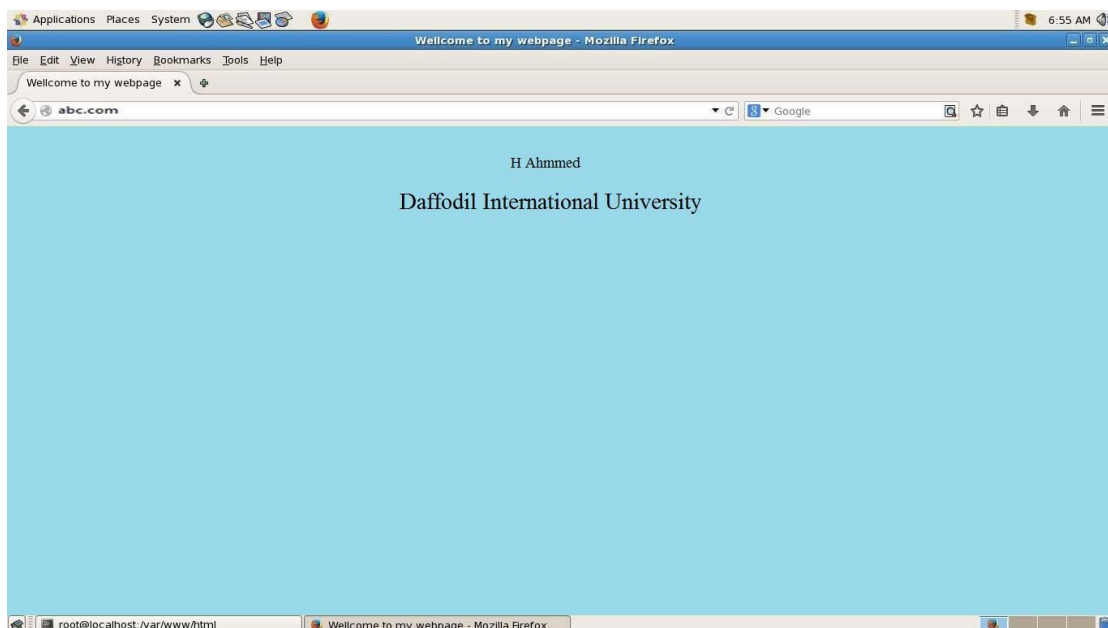 Applications Places System 6:55 AM
Wellcome to my webpage - Mozilla Firefox
File Edit View History Bookmarks Tools Help
Wellcome to my webpage
abc.com Google
H Ahmmed
Daffodil International University
root@localhost:/var/www/html Wellcome to my webpage - Mozilla Firefox